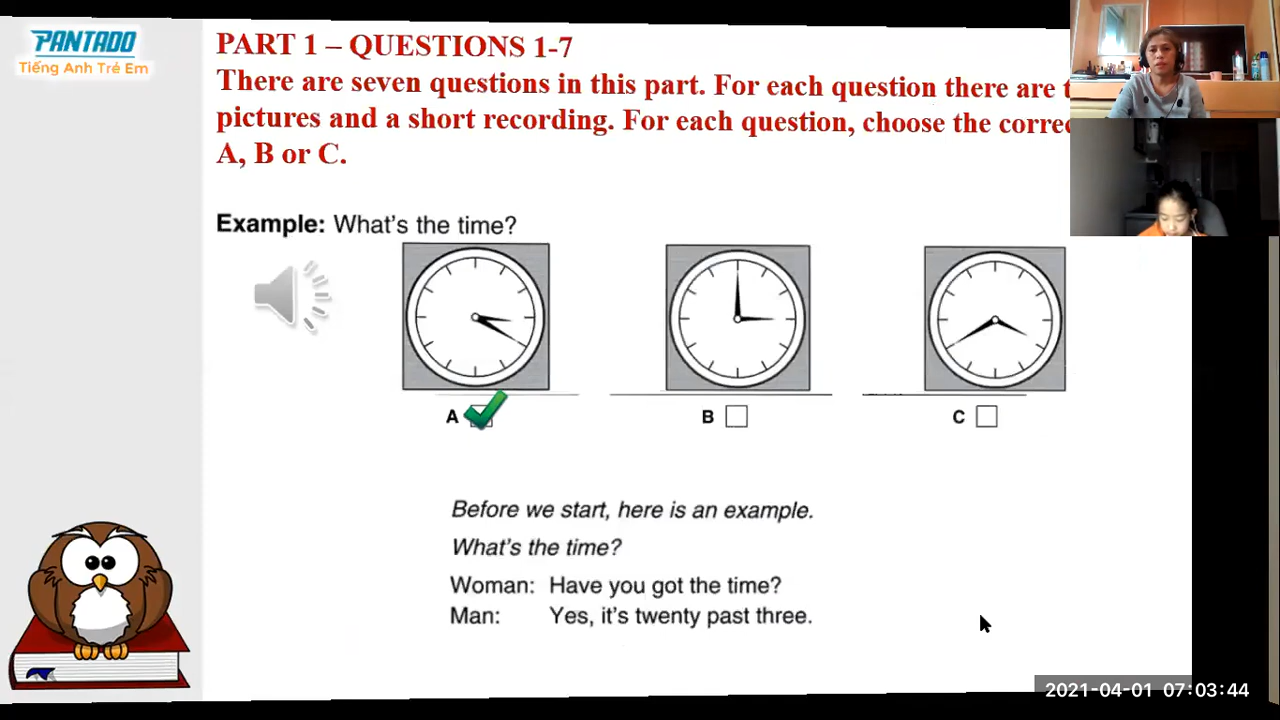 PANTADO
Tiếng Anh Trẻ Em
PART 1 – QUESTIONS 1-7
There are seven questions in this part. For each question there are
pictures and a short recording. For each question, choose the
A, B or C.
Example: What's the time?
A
B
C
Before we start, here is an example.
What's the time?
Woman: Have you got the time?
Man: Yes, it's twenty past three.
2021-04-01 07:03:44